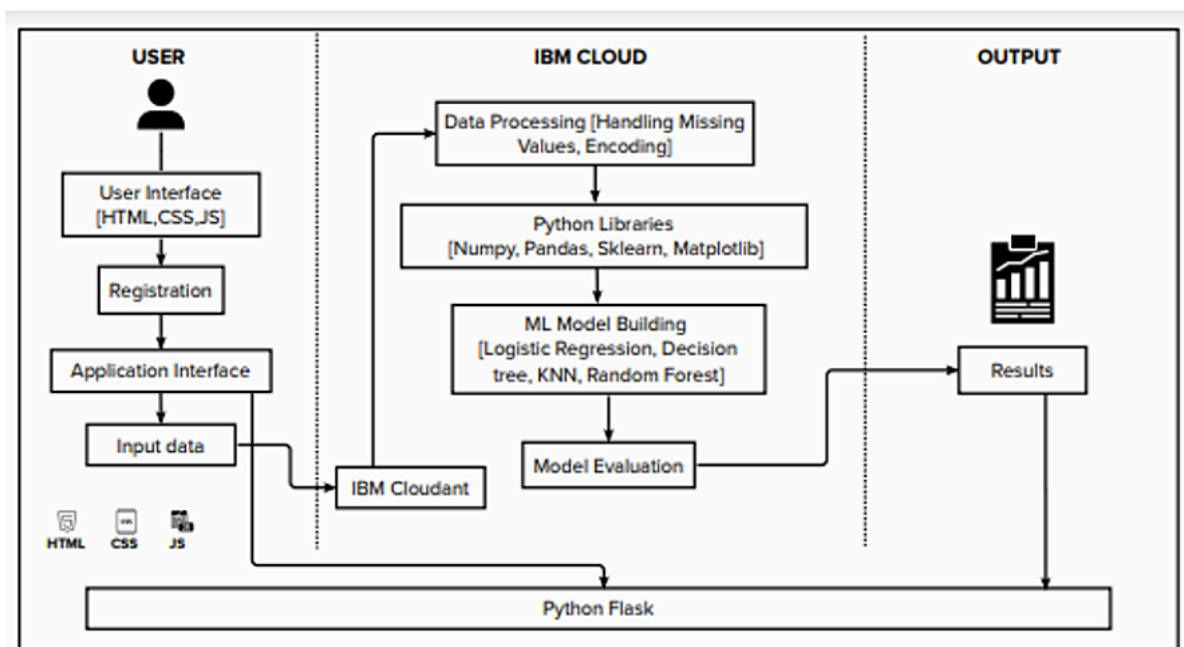 USER
User Interface
[HTML,CSS,JS]
Registration
Application Interface
Input data
HTML
CSS
JS
IBM CLOUD
Data Processing [Handling Missing
Values, Encoding]
Python Libraries
[Numpy, Pandas, Sklearn, Matplotlib]
ML Model Building
[Logistic Regression, Decision
tree, KNN, Random Forest]
Model Evaluation
IBM Cloudant
OUTPUT
Results
Python Flask